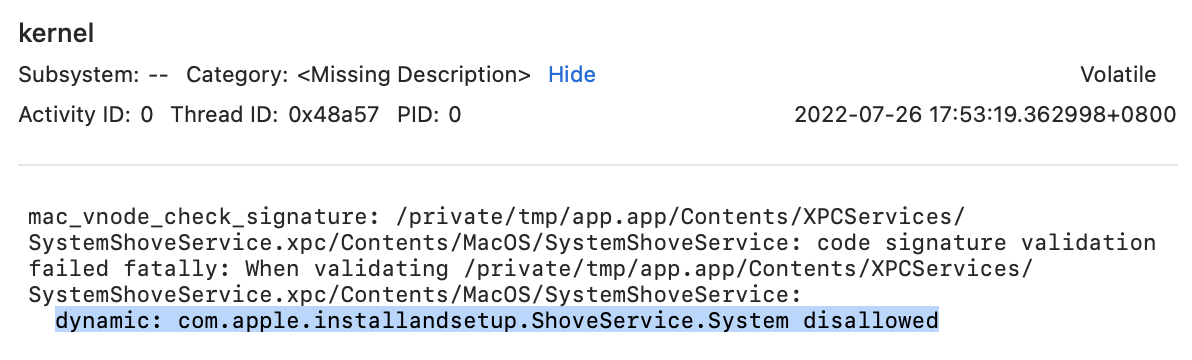 kernel
Subsystem: -- Category: <Missing Description> Hide Volatile
Activity ID: 0 Thread ID: 0x48a57 PID: 0 2022-07-26 17:53:19.362998+0800
mac_vnode_check_signature: /private/tmp/app.app/Contents/XPCServices/
SystemShoveService.xpc/Contents/MacOS/SystemShoveService: code signature validation
failed fatally: When validating /private/tmp/app.app/Contents/XPCServices/
SystemShoveService.xpc/Contents/MacOS/SystemShoveService:
dynamic: com.apple.installandsetup.ShoveService.System disallowed